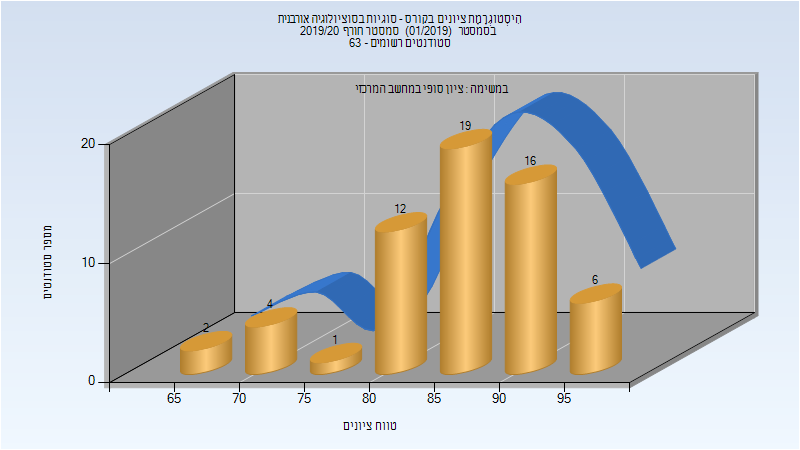 הִיסְטוֹגְרָמַת ציונים בקורס - סוגיות בסוציולוגיה אורבנית
בסמסטר (01/2019) סמסטר חורף 2019/20
סטודנטים רשומים - 63
במשימה : ציון סופי במחשב המרכזי
20
10
0
מספר סטודנטים
2
4
1
12
19
16
6
65
70
75
80
85
90
95
טווח ציונים